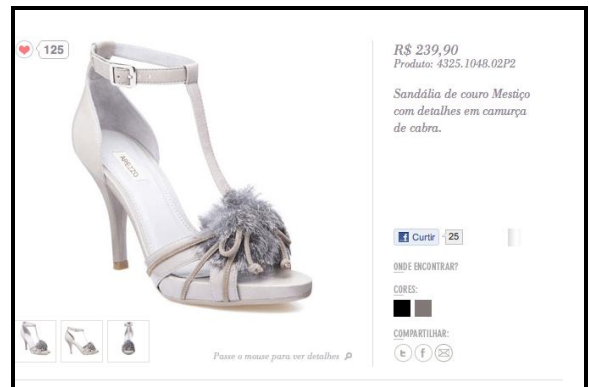 125
R$ 239,90
Produto: 4325.1048.02P2
Sandália de couro Mestiço
com detalhes em camurça
de cabra.
AREZZO
Curtir 25
ONDE ENCONTRAR?
CORES:
COMPARTILHAR:
Passe o mouse para ver detalhes